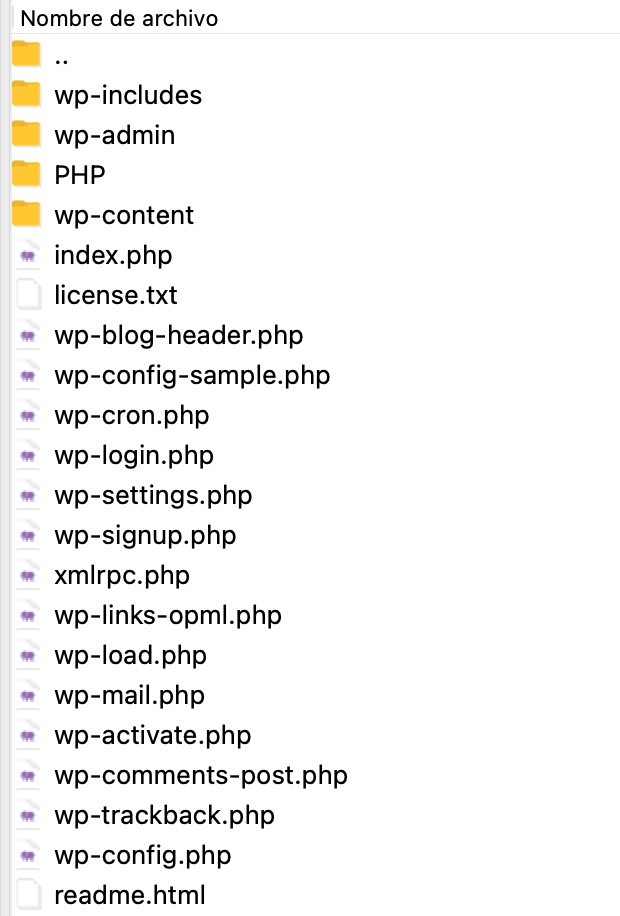 Nombre de archivo
..
wp-includes
wp-admin
PHP
wp-content
index.php
license.txt
wp-blog-header.php
wp-config-sample.php
wp-cron.php
wp-login.php
wp-settings.php
wp-signup.php
xmlrpc.php
wp-links-opml.php
wp-load.php
wp-mail.php
wp-activate.php
wp-comments-post.php
wp-trackback.php
wp-config.php
readme.html